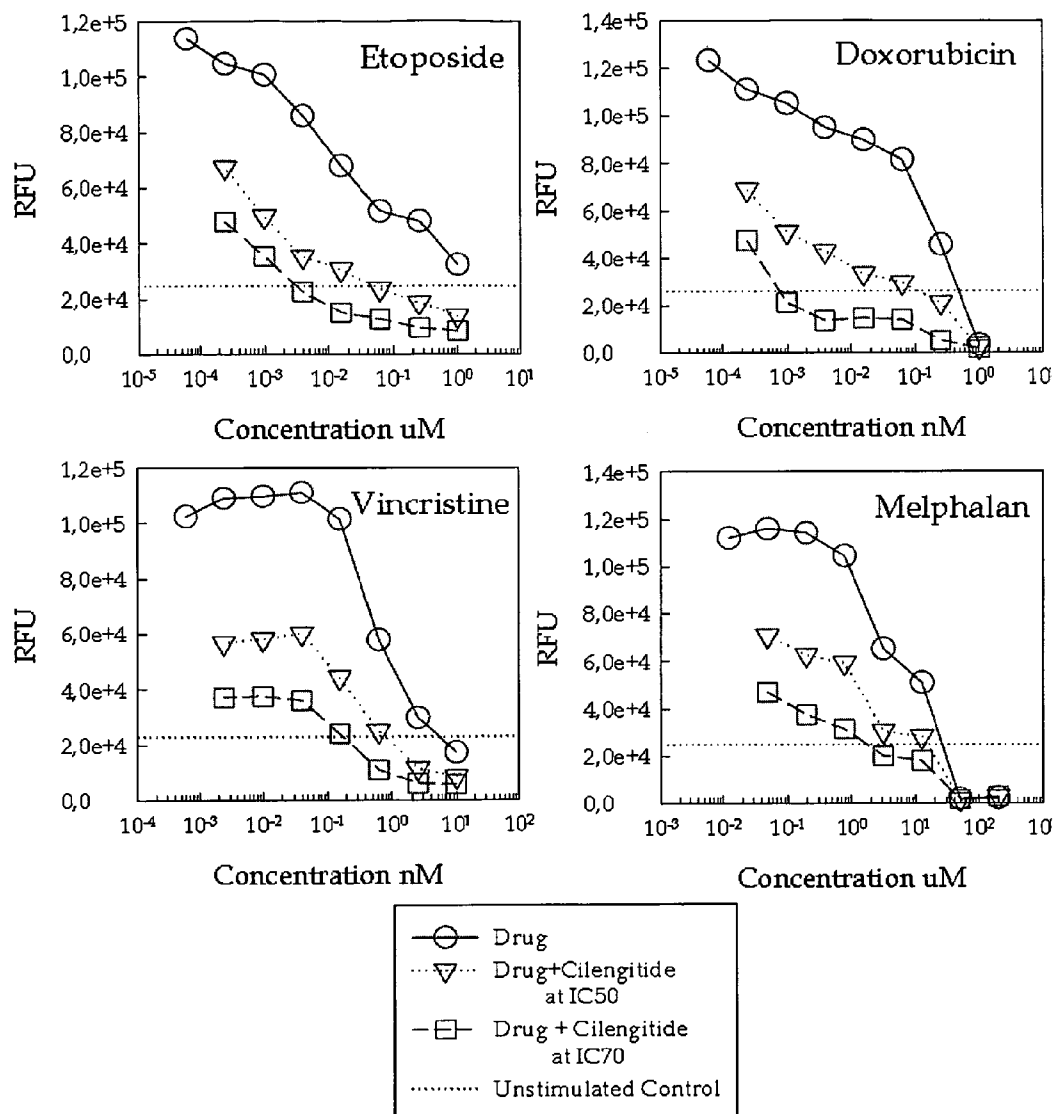 Etoposide
RFU
1,2e+5
1,0e+5
8,0e+4
6,0e+4
4,0e+4
2,0e+4
0,0
10-5 10-4 10-3 10-2 10-1 100 101
Concentration uM
Doxorubicin
RFU
1,4e+5
1,2e+5
1,0e+5
8,0e+4
6,0e+4
4,0e+4
2,0e+4
0,0
10-5 10-4 10-3 10-2 10-1 100 10
Concentration nM
Vincristine
RFU
1,2e+5
1,0e+5
8,0e+4
6,0e+4
4,0e+4
2,0e+4
0,0
10-4 10-3 10-2 10-1 100 101 102
Concentration nM
Melphalan
RFU
1,4e+5
1,2e+5
1,0e+5
8,0e+4
6,0e+4
4,0e+4
2,0e+4
0,0
10-3 10-2 10-1 100 101 102 10
Concentration uM
Drug
Drug+Cilengitide
at IC50
Drug + Cilengitide
at IC70
Unstimulated Control